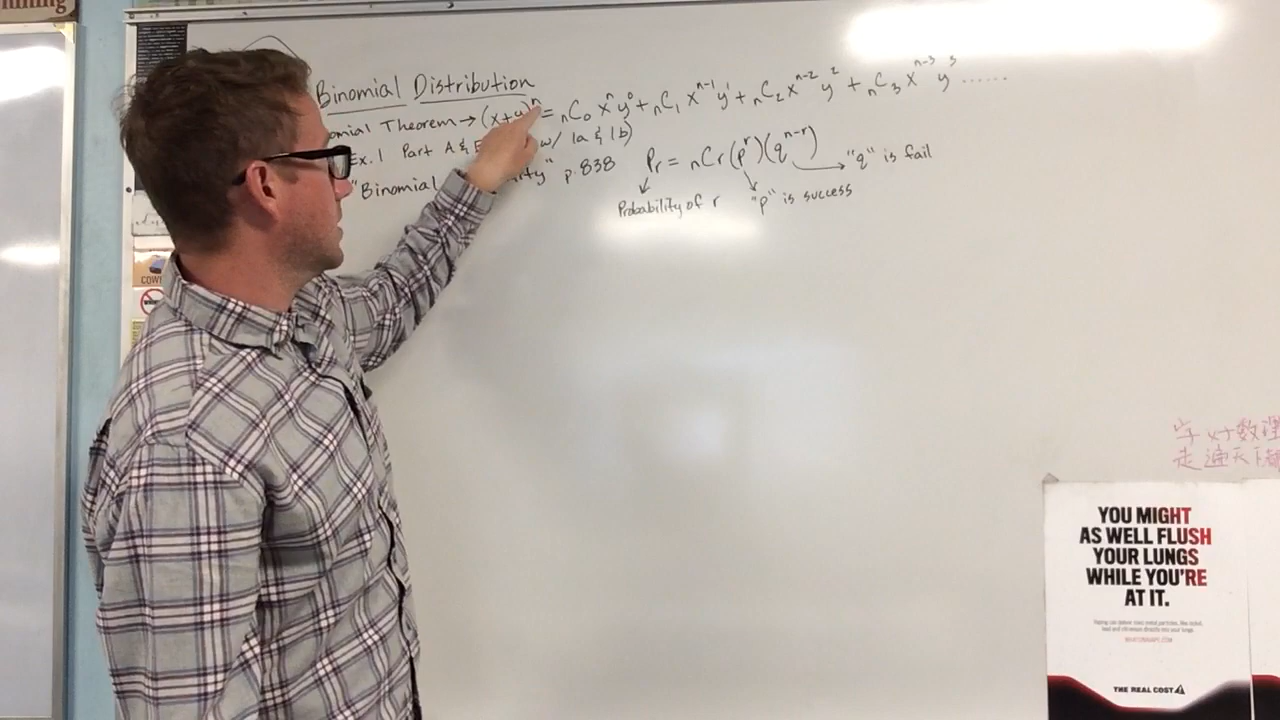 Binomial Distribution
omial Theorem → (x+y)ⁿ = ₙC₀ xⁿ y⁰ + ₙC₁ xⁿ⁻¹ y¹ + ₙC₂ xⁿ⁻² y² + ₙC₃ xⁿ⁻³ y³ ......
Ex. 1 Part A & w/ 1a & 1b)
"Binomial p. 838
Pᵣ = ₙCᵣ(pʳ)(qⁿ⁻ʳ)
"q" is fail
Probability of r
"p" is success
COW
YOU MIGHT
AS WELL FLUSH
YOUR LUNGS
WHILE YOU'RE
AT IT.
THE REAL COST